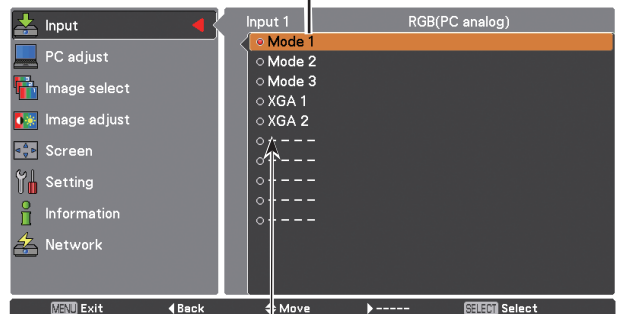 Input
PC adjust
Image select
Image adjust
Screen
Setting
Information
Network
Input 1 RGB(PC analog)
Mode 1
Mode 2
Mode 3
XGA 1
XGA 2
- - - -
- - - -
- - - -
- - - -
- - - -
MENU Exit Back Move ----- SELECT Select